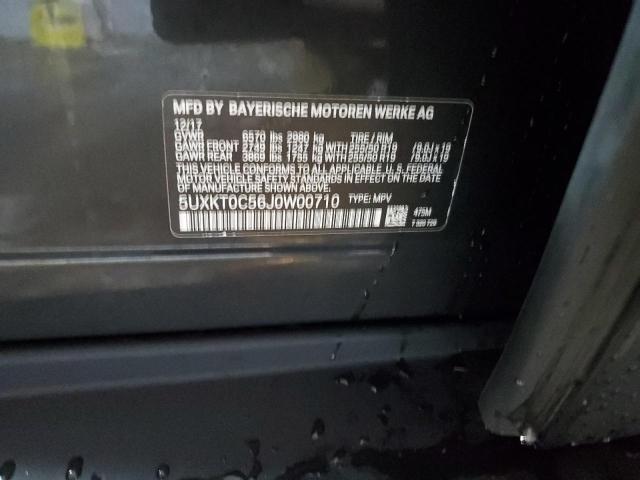 MFD BY BAYERISCHE MOTOREN WERKE AG
12/17
GVWR 6570 lbs 2980 kg TIRE / RIM
GAWR FRONT 2749 lbs 1247 kg WITH 255/50 R19 /9.0J x 19
GAWR REAR 3869 lbs 1755 kg WITH 255/50 R19 /9.0J x 19
THIS VEHICLE CONFORMS TO ALL APPLICABLE U.S. FEDERAL
MOTOR VEHICLE SAFETY STANDARDS IN EFFECT ON THE
DATE OF MANUFACTURE SHOWN ABOVE.
5UXKT0C56J0W00710 TYPE: MPV
475M